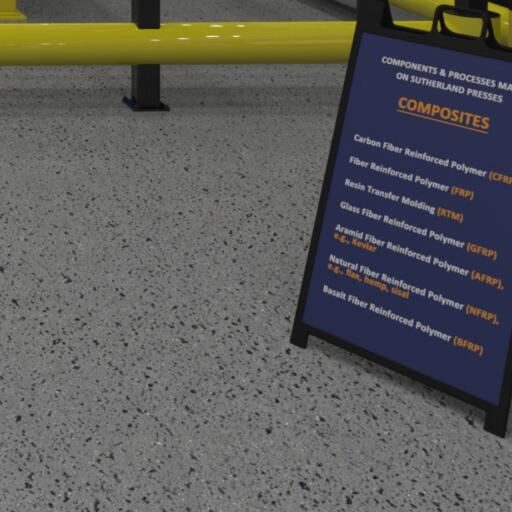 COMPONENTS & PROCESSES MA
ON SUTHERLAND PRESSES
COMPOSITES
Carbon Fiber Reinforced Polymer (CFR
Fiber Reinforced Polymer (FRP)
Resin Transfer Molding (RTM)
Glass Fiber Reinforced Polymer (GFRP)
Aramid Fiber Reinforced Polymer (AFRP),
e.g., Kevlar
Natural Fiber Reinforced Polymer (NFRP),
e.g., flax, hemp, sisal
Basalt Fiber Reinforced Polymer (BFRP)